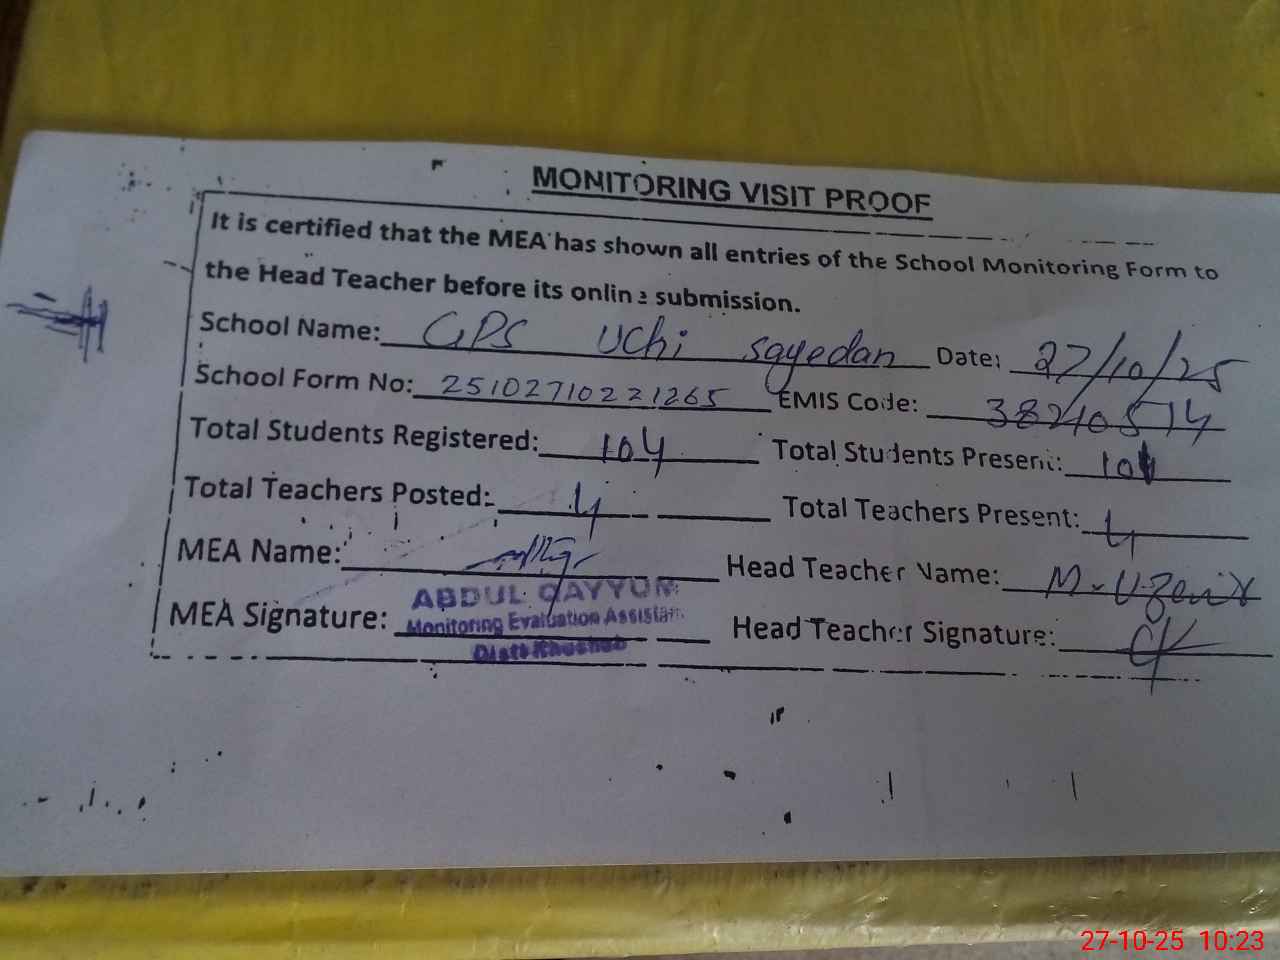 MONITORING VISIT PROOF
It is certified that the MEA has shown all entries of the School Monitoring Form to
the Head Teacher before its online submission.
School Name: GPS Uchi Sayedan Date: 27/10/25
School Form No: 25102710221265 EMIS Code: 38240514
Total Students Registered: 104 Total Students Present: 101
Total Teachers Posted: 4 Total Teachers Present: 4
MEA Name: Head Teacher Name: M. Uzair
MEA Signature: Head Teacher Signature:
ABDUL QAYYUM
Monitoring Evaluation Assistant
Distt Khushab
27-10-25 10:23